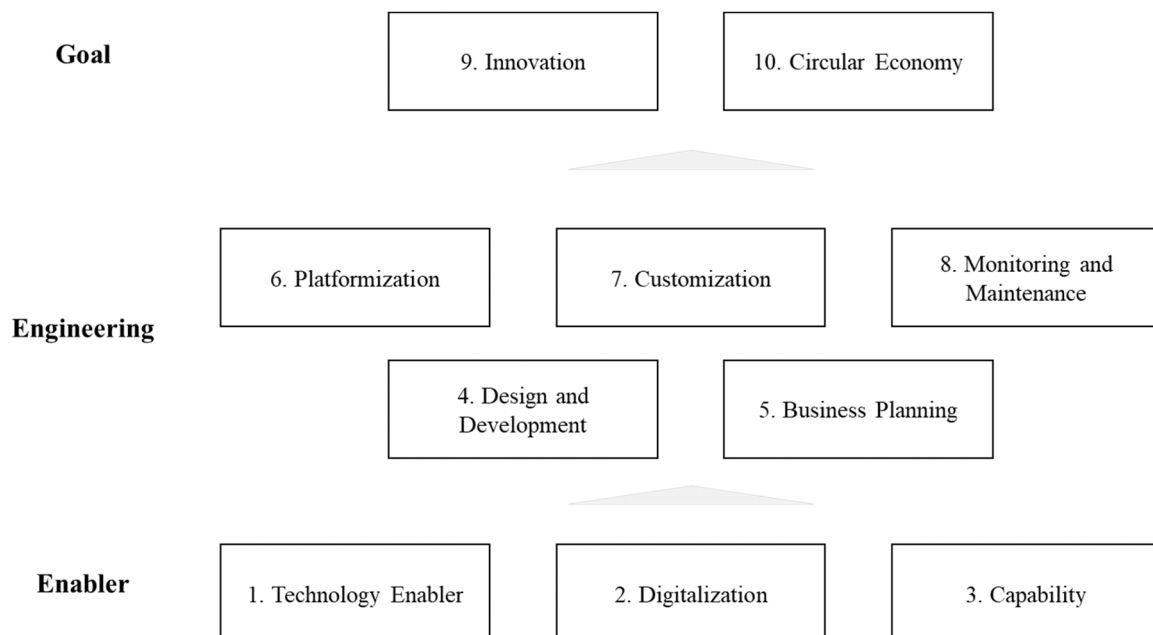 Goal
9. Innovation
10. Circular Economy
6. Platformization
7. Customization
8. Monitoring and
Maintenance
Engineering
4. Design and
Development
5. Business Planning
Enabler
1. Technology Enabler
2. Digitalization
3. Capability